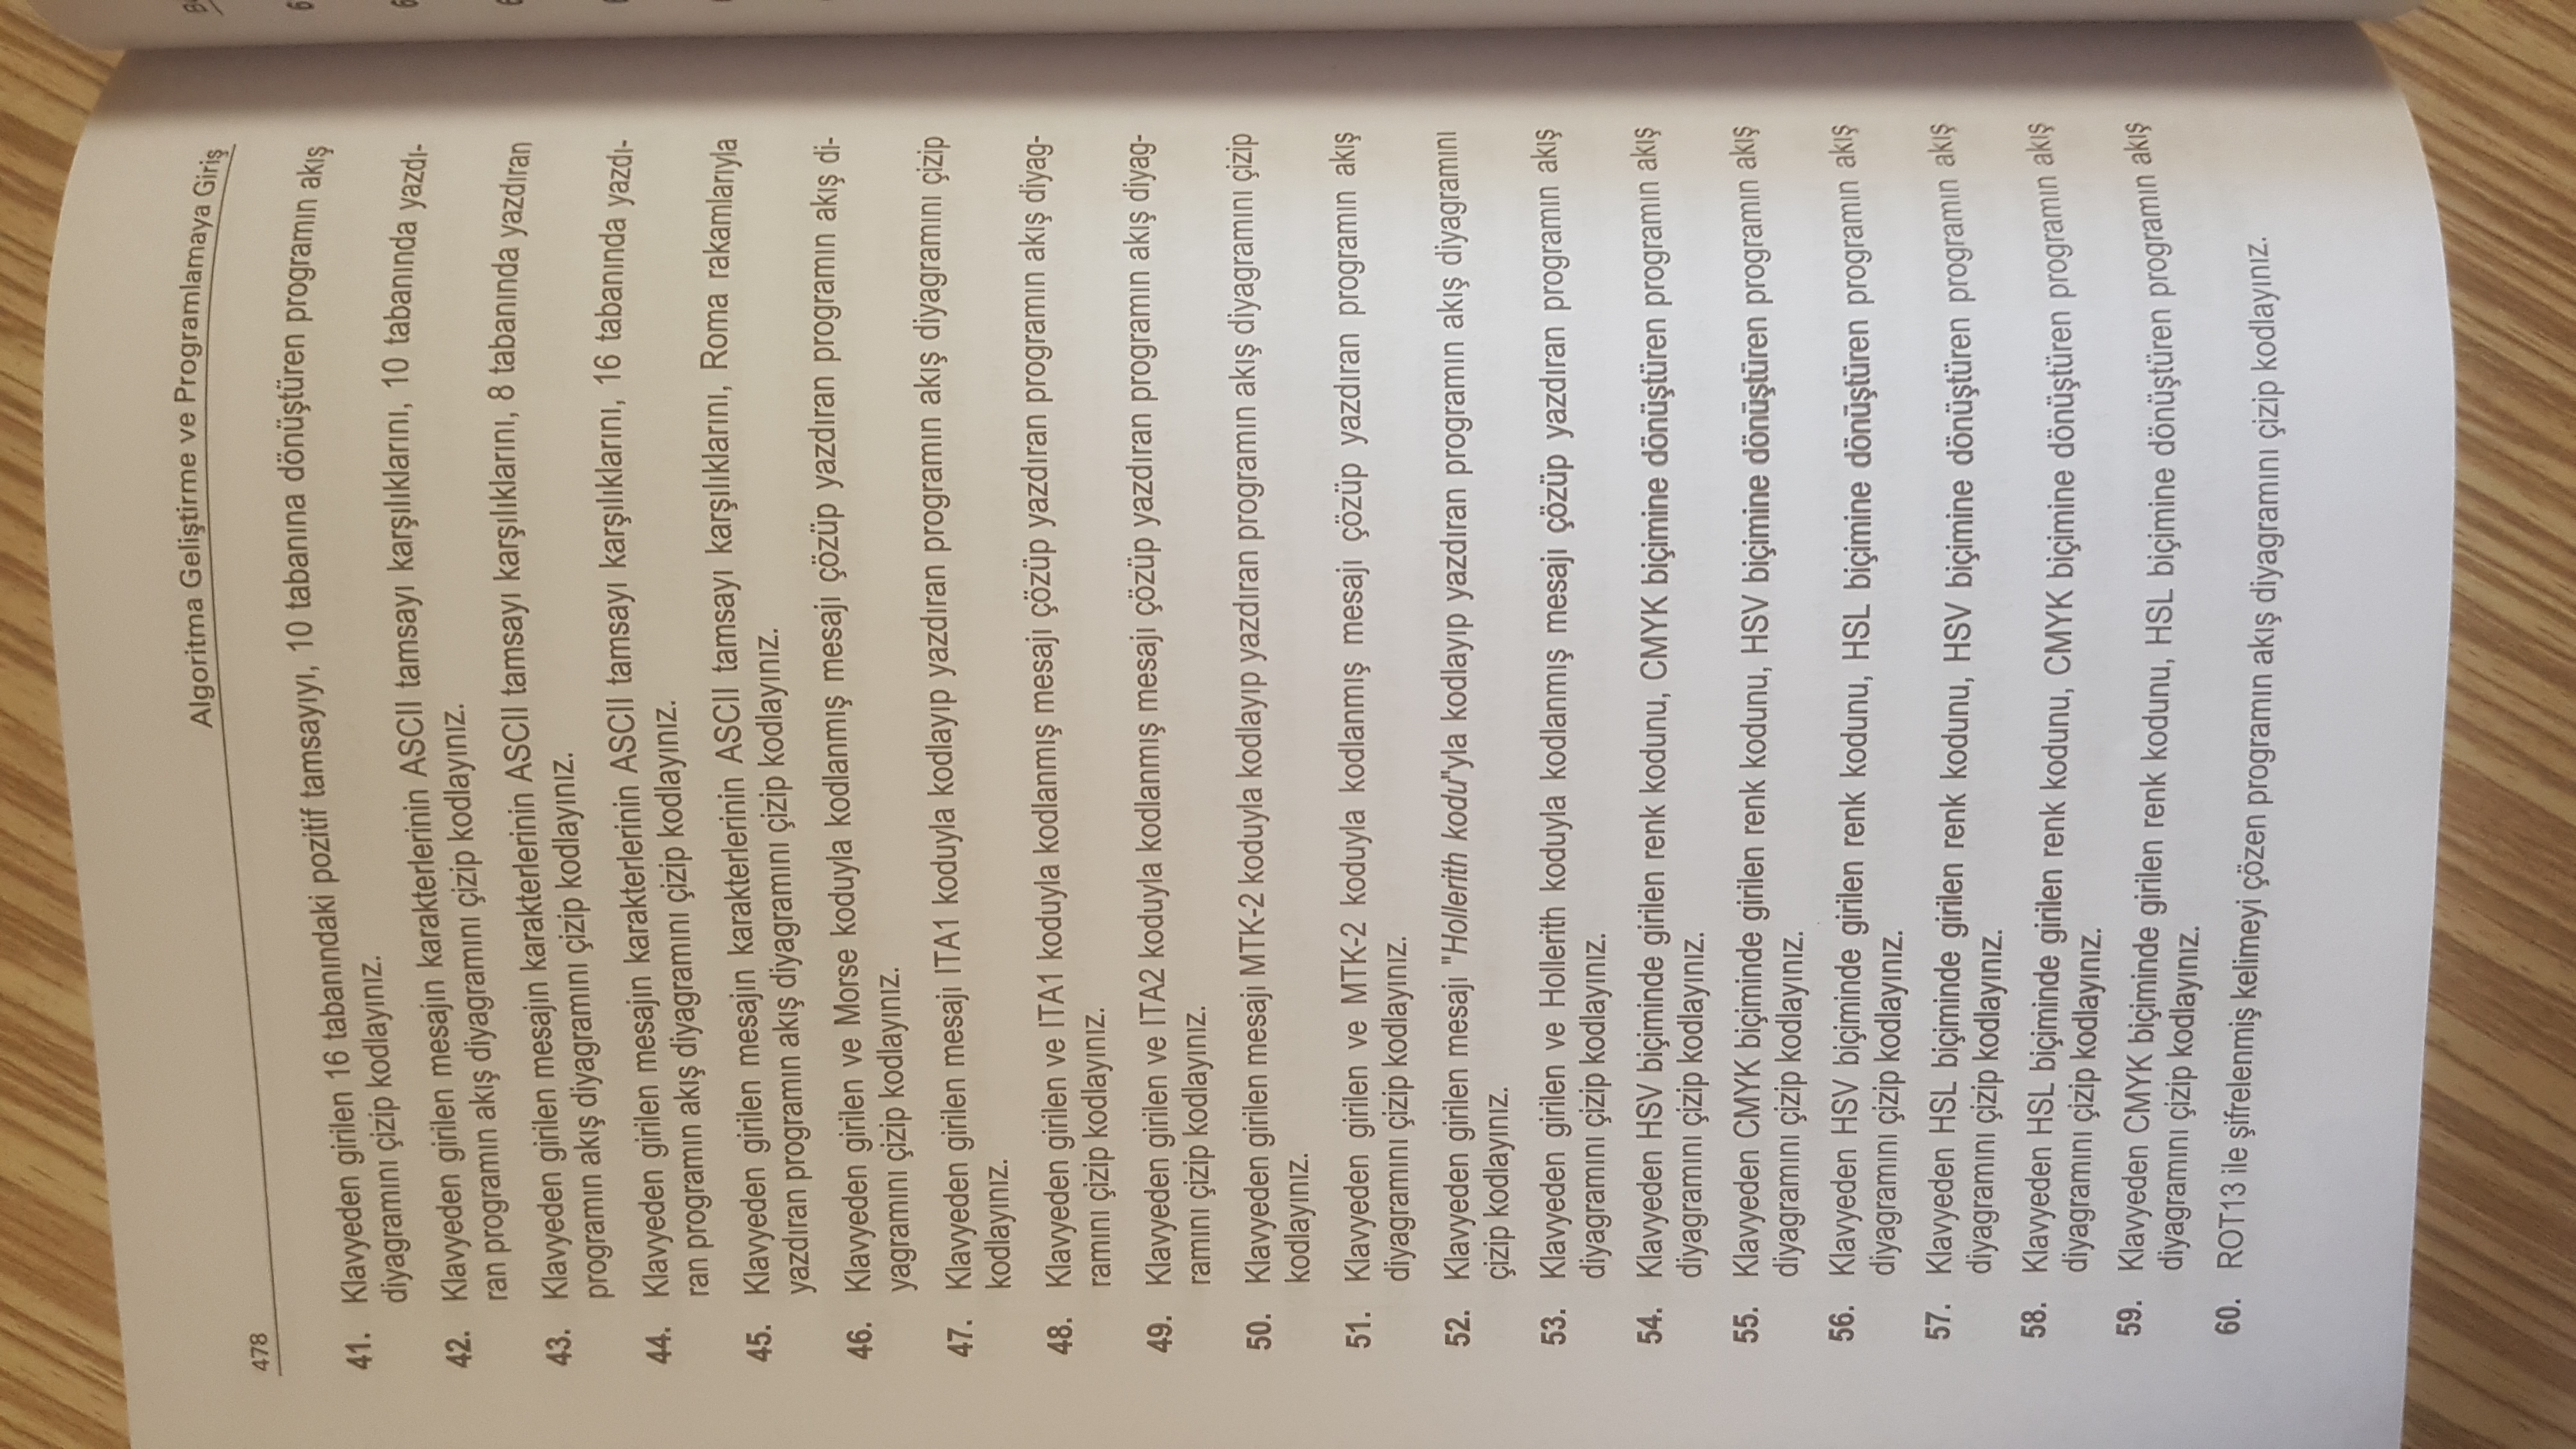 Algoritma Geliştirme ve Programlamaya Giriş
478
41. Klavyeden girilen 16 tabanındaki pozitif tamsayıyı, 10 tabanına dönüştüren programın akış
diyagramını çizip kodlayınız.
42. Klavyeden girilen mesajın karakterlerinin ASCII tamsayı karşılıklarını, 10 tabanında yazdı-
ran programın akış diyagramını çizip kodlayınız.
43. Klavyeden girilen mesajın karakterlerinin ASCII tamsayı karşılıklarını, 8 tabanında yazdıran
programın akış diyagramını çizip kodlayınız.
44. Klavyeden girilen mesajın karakterlerinin ASCII tamsayı karşılıklarını, 16 tabanında yazdı-
ran programın akış diyagramını çizip kodlayınız.
45. Klavyeden girilen mesajın karakterlerinin ASCII tamsayı karşılıklarını, Roma rakamlarıyla
yazdıran programın akış diyagramını çizip kodlayınız.
46. Klavyeden girilen ve Morse koduyla kodlanmış mesajı çözüp yazdıran programın akış di-
yagramını çizip kodlayınız.
47. Klavyeden girilen mesajı ITA1 koduyla kodlayıp yazdıran programın akış diyagramını çizip
kodlayınız.
48. Klavyeden girilen ve ITA1 koduyla kodlanmış mesajı çözüp yazdıran programın akış diyag-
ramını çizip kodlayınız.
49. Klavyeden girilen ve ITA2 koduyla kodlanmış mesajı çözüp yazdıran programın akış diyag-
ramını çizip kodlayınız.
50. Klavyeden girilen mesajı MTK-2 koduyla kodlayıp yazdıran programın akış diyagramını çizip
kodlayınız.
51. Klavyeden girilen ve MTK-2 koduyla kodlanmış mesajı çözüp yazdıran programın akış
diyagramını çizip kodlayınız.
52. Klavyeden girilen mesajı "Hollerith kodu"yla kodlayıp yazdıran programın akış diyagramını
çizip kodlayınız.
53. Klavyeden girilen ve Hollerith koduyla kodlanmış mesajı çözüp yazdıran programın akış
diyagramını çizip kodlayınız.
54. Klavyeden HSV biçiminde girilen renk kodunu, CMYK biçimine dönüştüren programın akış
diyagramını çizip kodlayınız.
55. Klavyeden CMYK biçiminde girilen renk kodunu, HSV biçimine dönüştüren programın akış
diyagramını çizip kodlayınız.
56. Klavyeden HSV biçiminde girilen renk kodunu, HSL biçimine dönüştüren programın akış
diyagramını çizip kodlayınız.
57. Klavyeden HSL biçiminde girilen renk kodunu, HSV biçimine dönüştüren programın akış
diyagramını çizip kodlayınız.
58. Klavyeden HSL biçiminde girilen renk kodunu, CMYK biçimine dönüştüren programın akış
diyagramını çizip kodlayınız.
59. Klavyeden CMYK biçiminde girilen renk kodunu, HSL biçimine dönüştüren programın akış
diyagramını çizip kodlayınız.
60. ROT13 ile şifrelenmiş kelimeyi çözen programın akış diyagramını çizip kodlayınız.